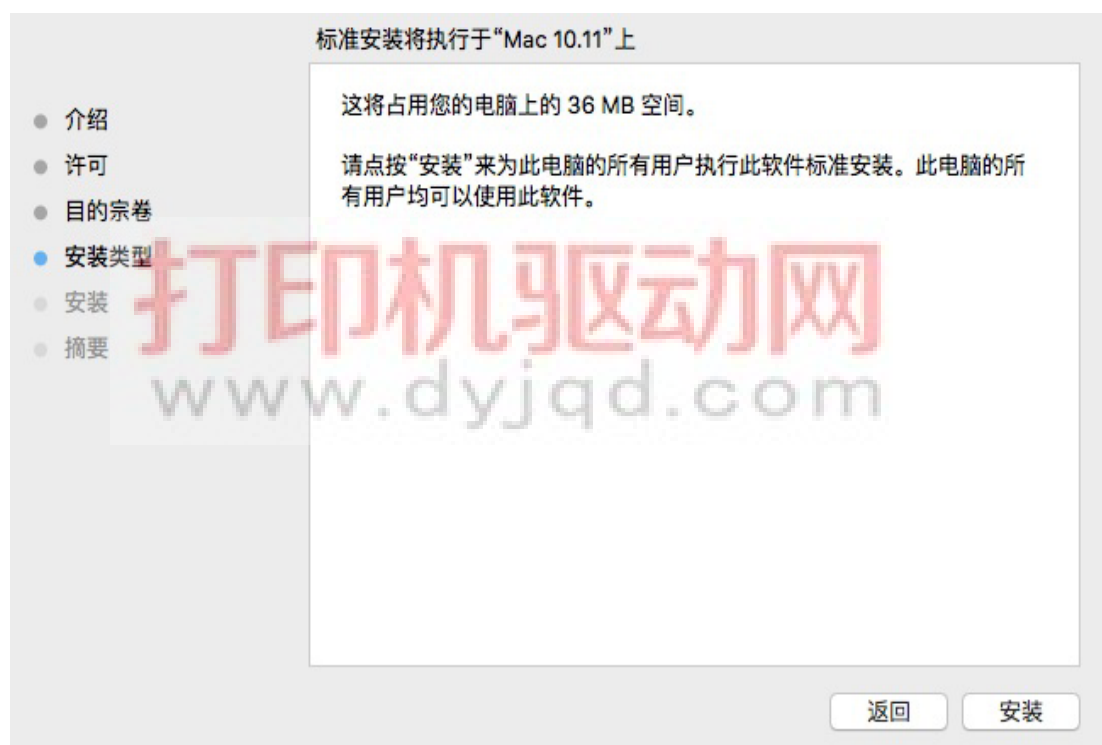 标准安装将执行于“Mac 10.11”上
介绍
许可
目的宗卷
安装类型
安装
摘要
这将占用您的电脑上的 36 MB 空间。
请点按“安装”来为此电脑的所有用户执行此软件标准安装。此电脑的所
有用户均可以使用此软件。
打印机驱动网
www.dyjqd.com
返回
安装